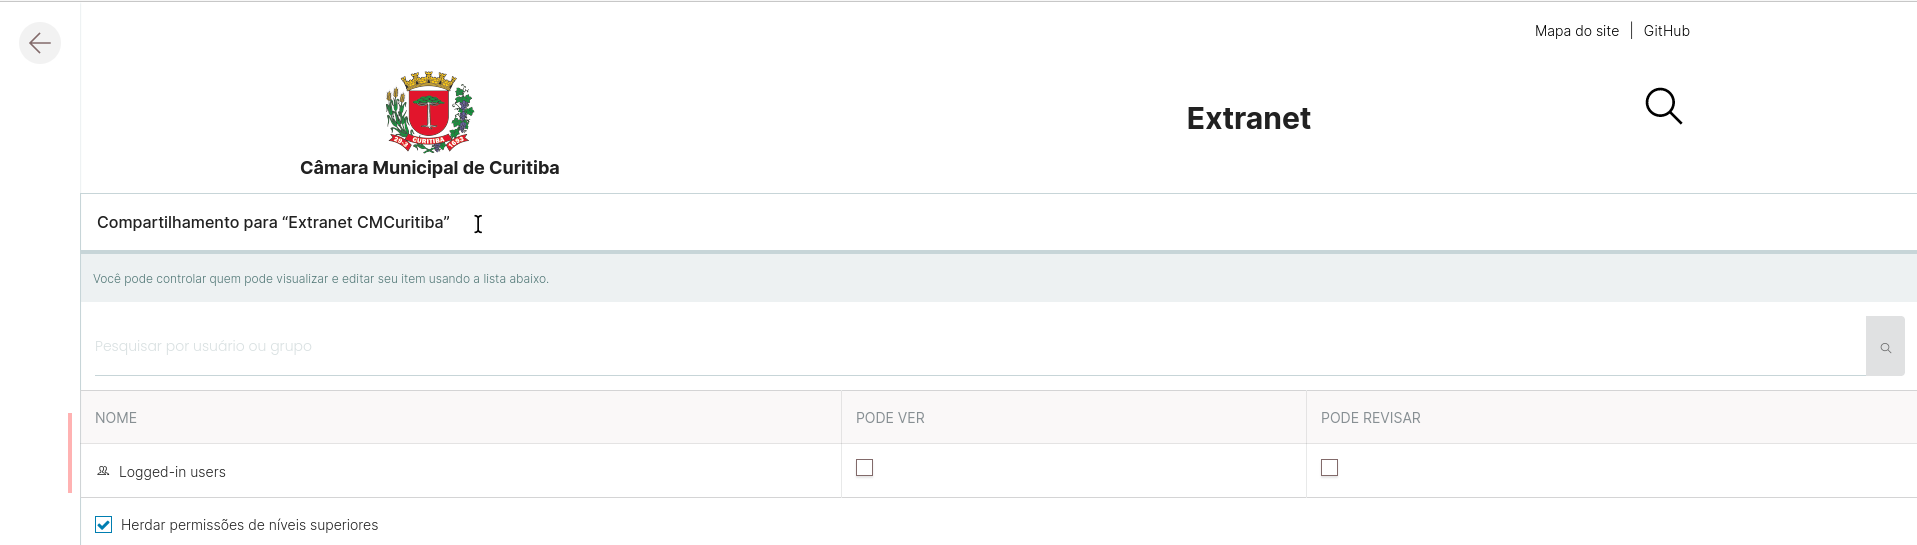 Mapa do site | GitHub
CURITIBA
Câmara Municipal de Curitiba
Extranet
Compartilhamento para “Extranet CMCuritiba”
Você pode controlar quem pode visualizar e editar seu item usando a lista abaixo.
Pesquisar por usuário ou grupo
NOME PODE VER PODE REVISAR
Logged-in users
Herdar permissões de níveis superiores